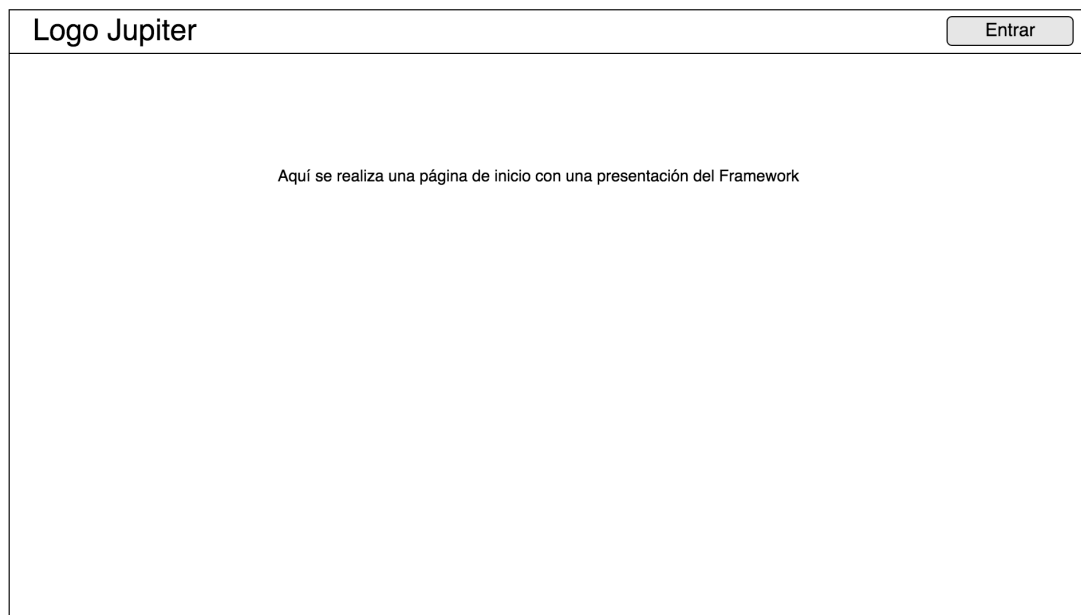 Logo Jupiter
Entrar
Aquí se realiza una página de inicio con una presentación del Framework